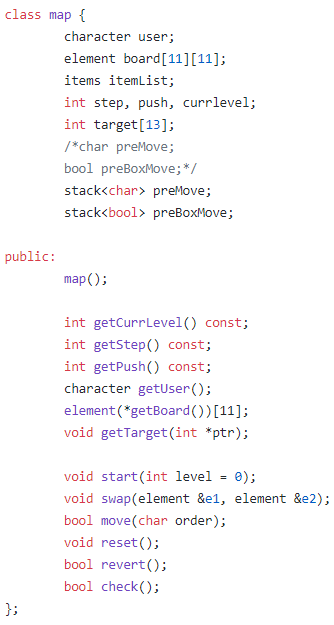 class map {
        character user;
        element board[11][11];
        items itemList;
        int step, push, currlevel;
        int target[13];
        /*char preMove;
        bool preBoxMove;*/
        stack<char> preMove;
        stack<bool> preBoxMove;

public:
        map();

        int getCurrLevel() const;
        int getStep() const;
        int getPush() const;
        character getUser();
        element(*getBoard())[11];
        void getTarget(int *ptr);

        void start(int level = 0);
        void swap(element &e1, element &e2);
        bool move(char order);
        void reset();
        bool revert();
        bool check();
};